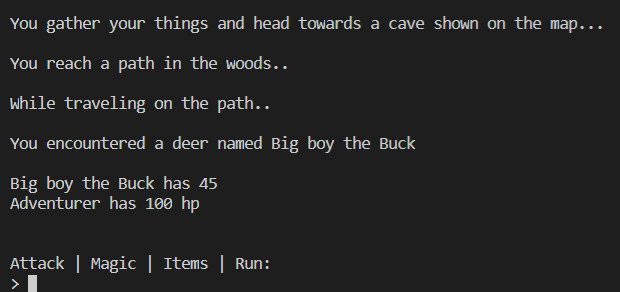 You gather your things and head towards a cave shown on the map...
You reach a path in the woods..
While traveling on the path..
You encountered a deer named Big boy the Buck
Big boy the Buck has 45
Adventurer has 100 hp
Attack | Magic | Items | Run:
>